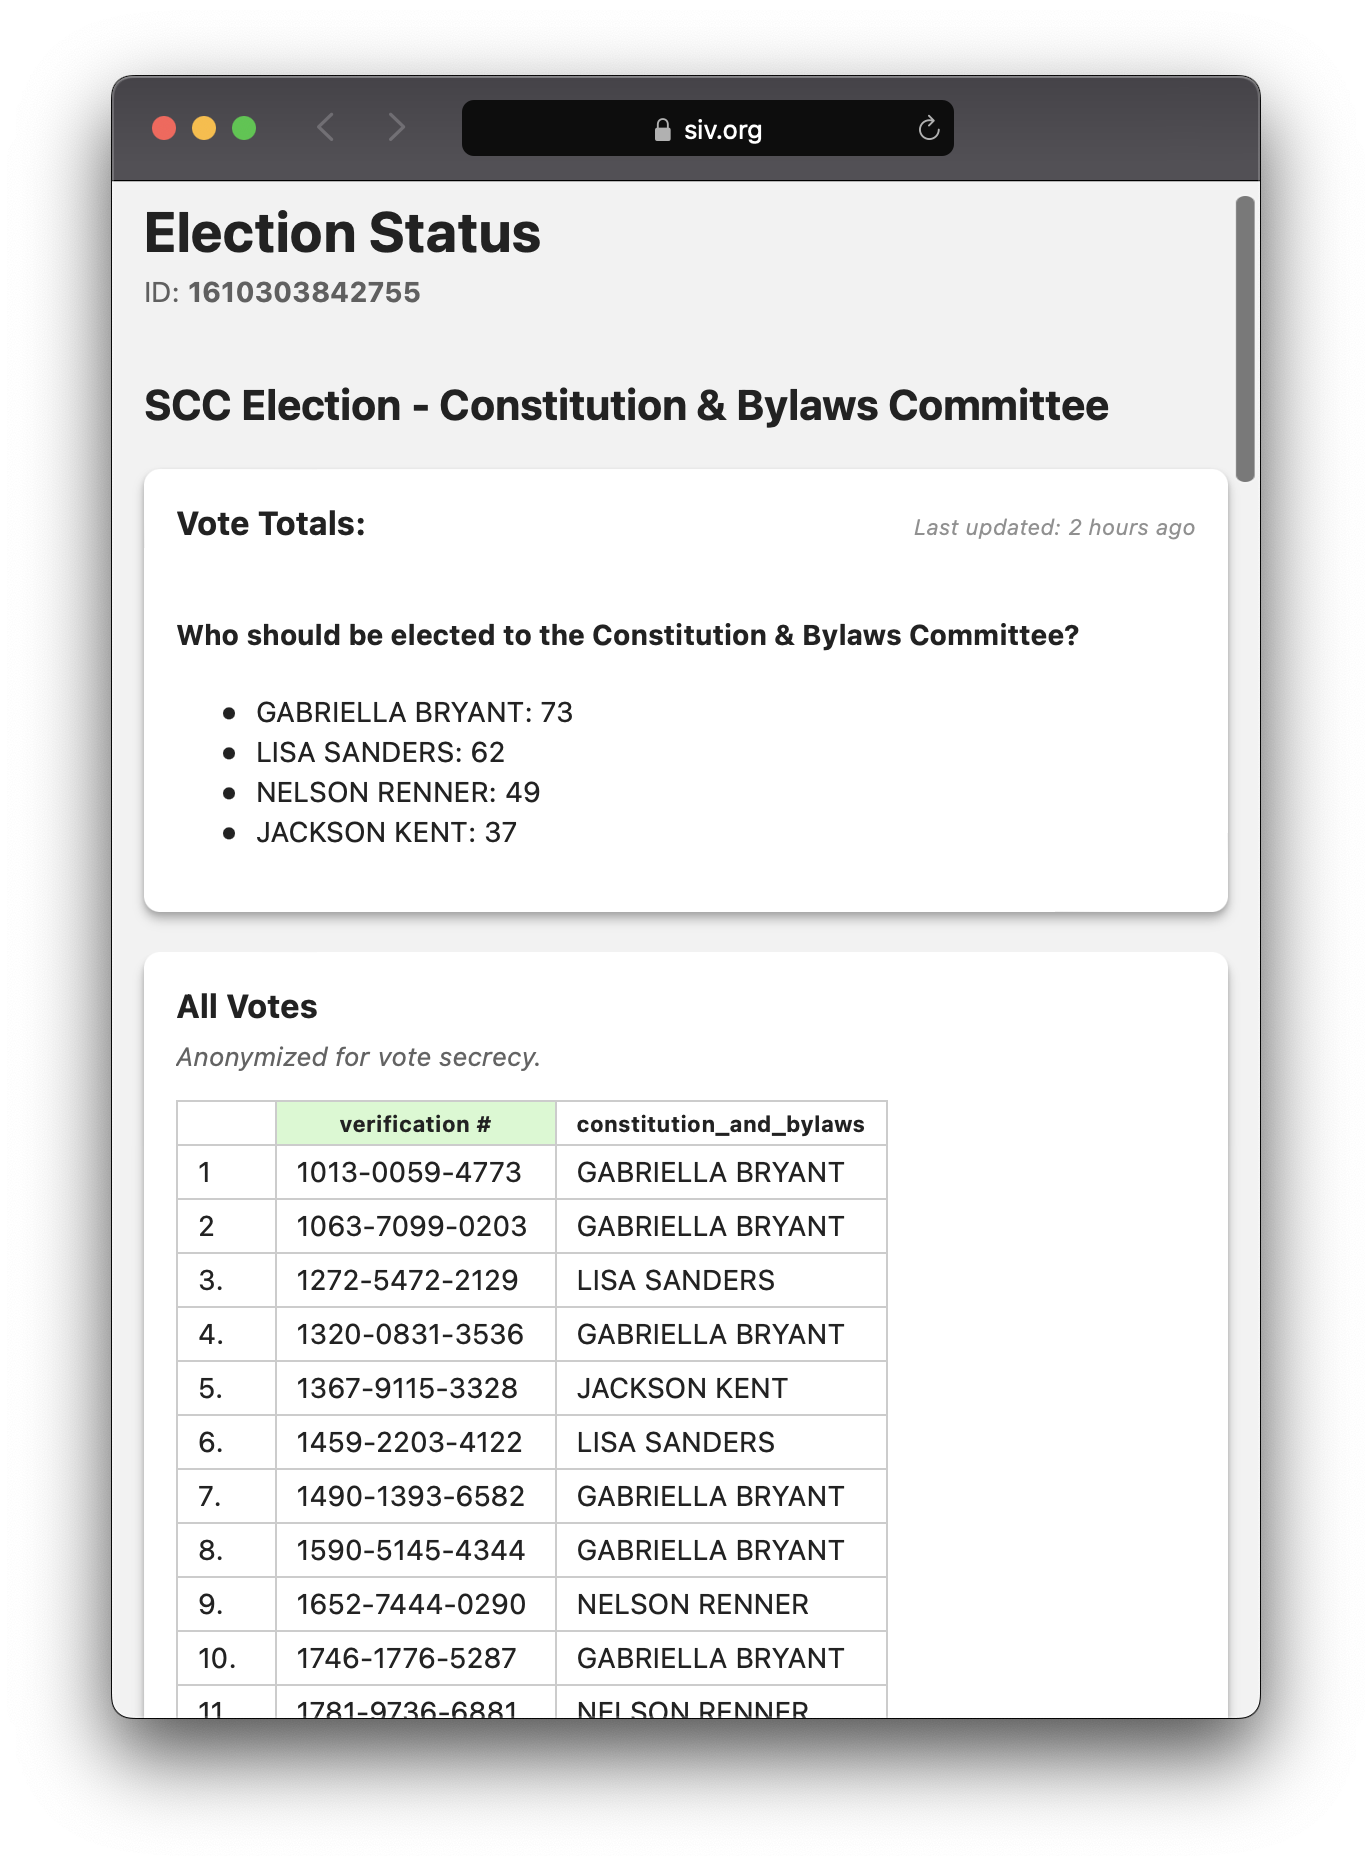 siv.org
Election Status
ID: 1610303842755
SCC Election - Constitution & Bylaws Committee
Vote Totals:
Last updated: 2 hours ago
Who should be elected to the Constitution & Bylaws Committee?
● GABRIELLA BRYANT: 73
● LISA SANDERS: 62
● NELSON RENNER: 49
● JACKSON KENT: 37
All Votes
Anonymized for vote secrecy.
verification # constitution_and_bylaws
1 1013-0059-4773 GABRIELLA BRYANT
2 1063-7099-0203 GABRIELLA BRYANT
3. 1272-5472-2129 LISA SANDERS
4. 1320-0831-3536 GABRIELLA BRYANT
5. 1367-9115-3328 JACKSON KENT
6. 1459-2203-4122 LISA SANDERS
7. 1490-1393-6582 GABRIELLA BRYANT
8. 1590-5145-4344 GABRIELLA BRYANT
9. 1652-7444-0290 NELSON RENNER
10. 1746-1776-5287 GABRIELLA BRYANT
11 1781-9736-6881 NELSON RENNER